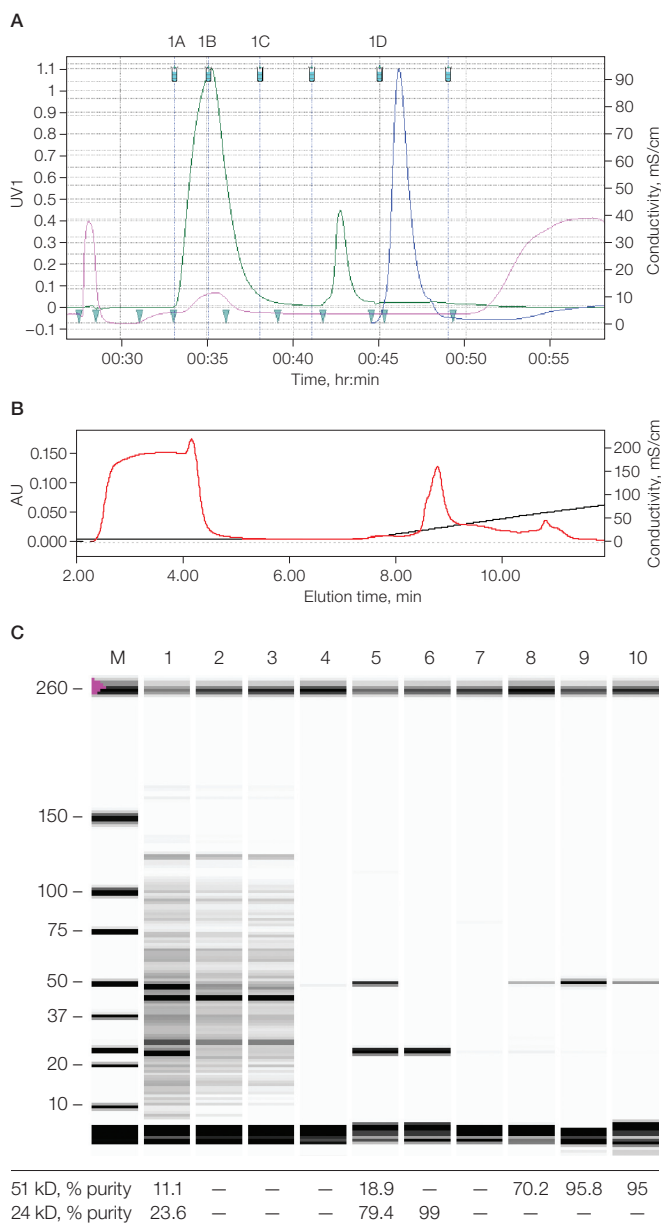 A
1A 1B 1C 1D
1.1
1.0
0.9
0.8
0.7
0.6
0.5
0.4
0.3
0.2
0.1
0
–0.1
UV1
90
80
70
60
50
40
30
20
10
0
Conductivity, mS/cm
00:30 00:35 00:40 00:45 00:50 00:55
Time, hr:min
B
0.150
0.100
0.050
0.000
AU
200
150
100
50
0
Conductivity, mS/cm
2.00 4.00 6.00 8.00 10.00
Elution time, min
C
M 1 2 3 4 5 6 7 8 9 10
260 –
150 –
100 –
75 –
50 –
37 –
20 –
10 –
51 kD, % purity 11.1 — — — 18.9 — — 70.2 95.8 95
24 kD, % purity 23.6 — — — 79.4 99 — — — —